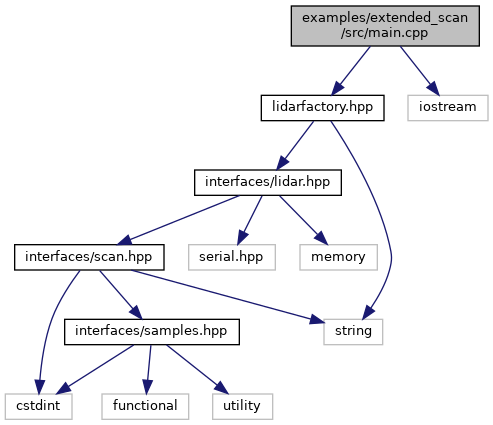 examples/extended_scan
/src/main.cpp
lidarfactory.hpp
iostream
interfaces/lidar.hpp
interfaces/scan.hpp
serial.hpp
memory
interfaces/samples.hpp
string
cstdint
functional
utility